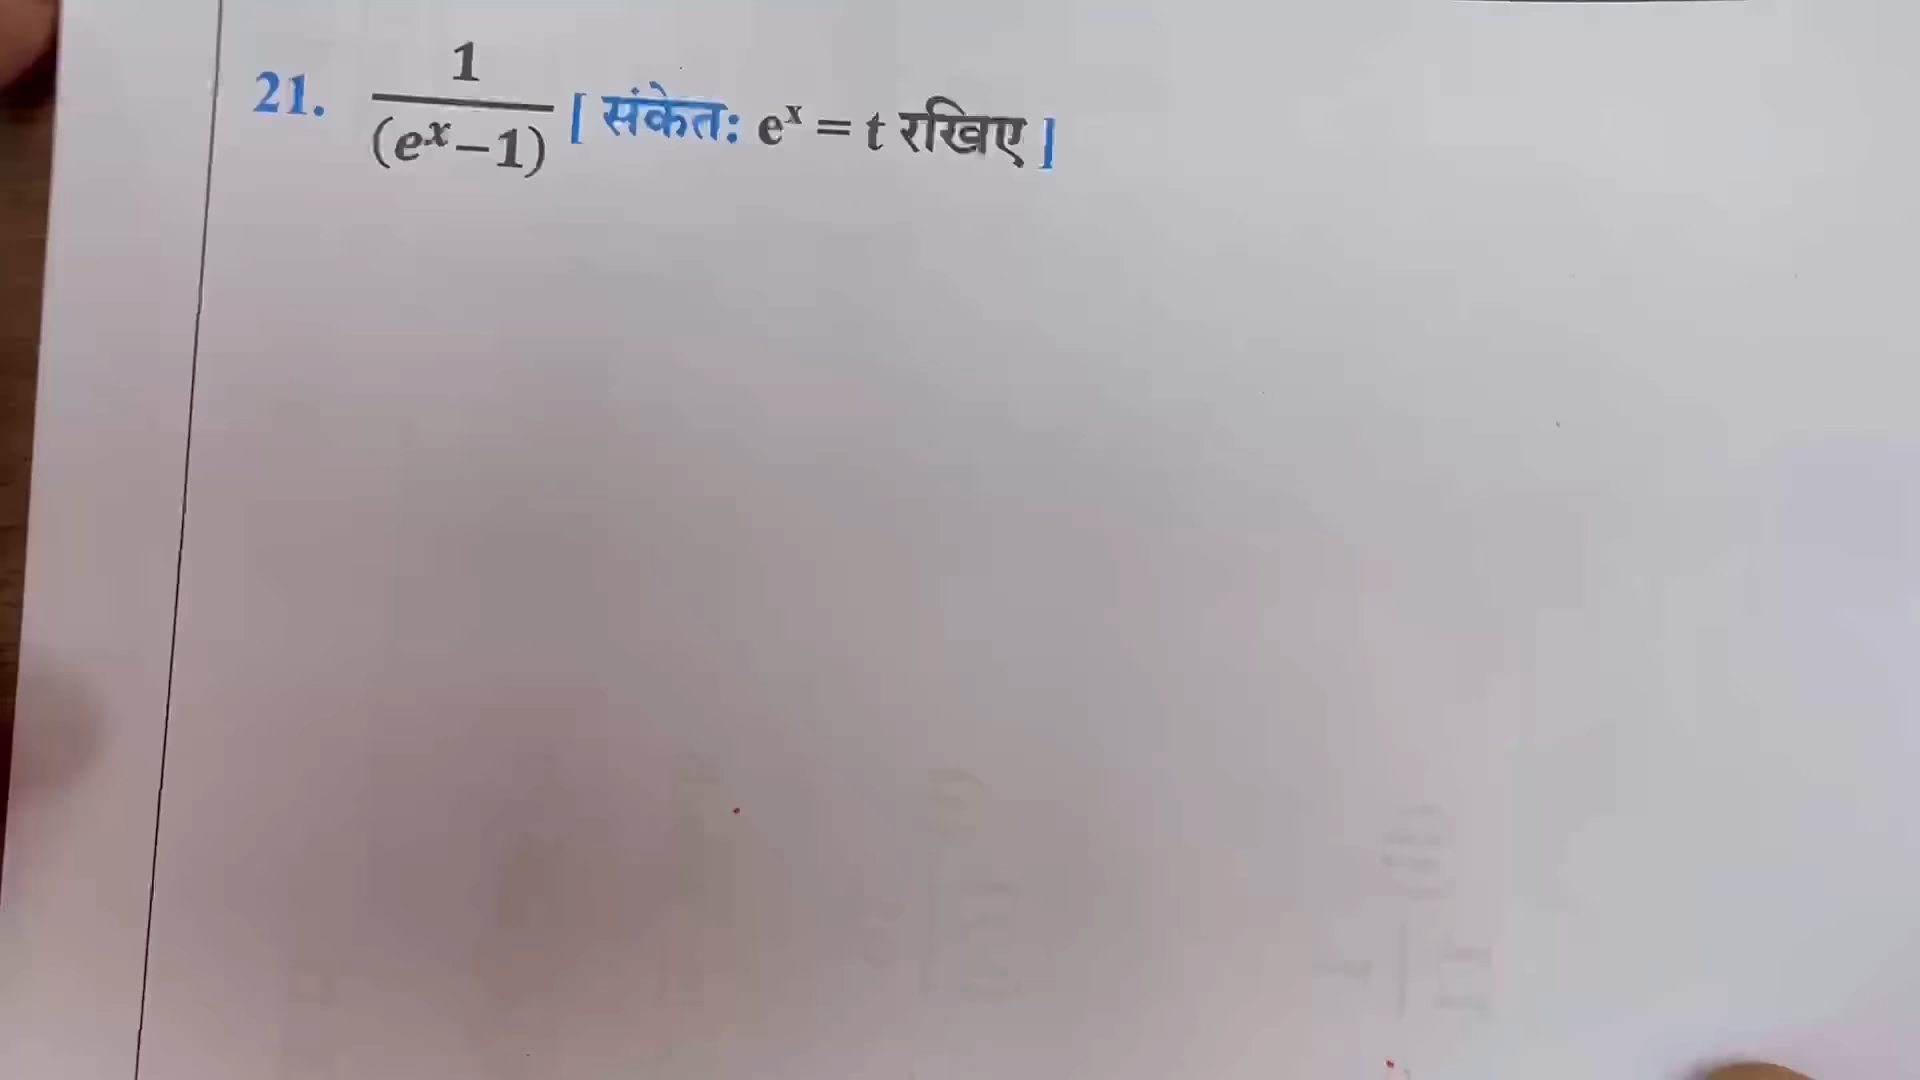 21. 1/(eˣ−1) [ संकेत: eˣ = t रखिए ]